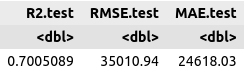 R2.test RMSE.test MAE.test
<dbl> <dbl> <dbl>
0.7005089 35010.94 24618.03